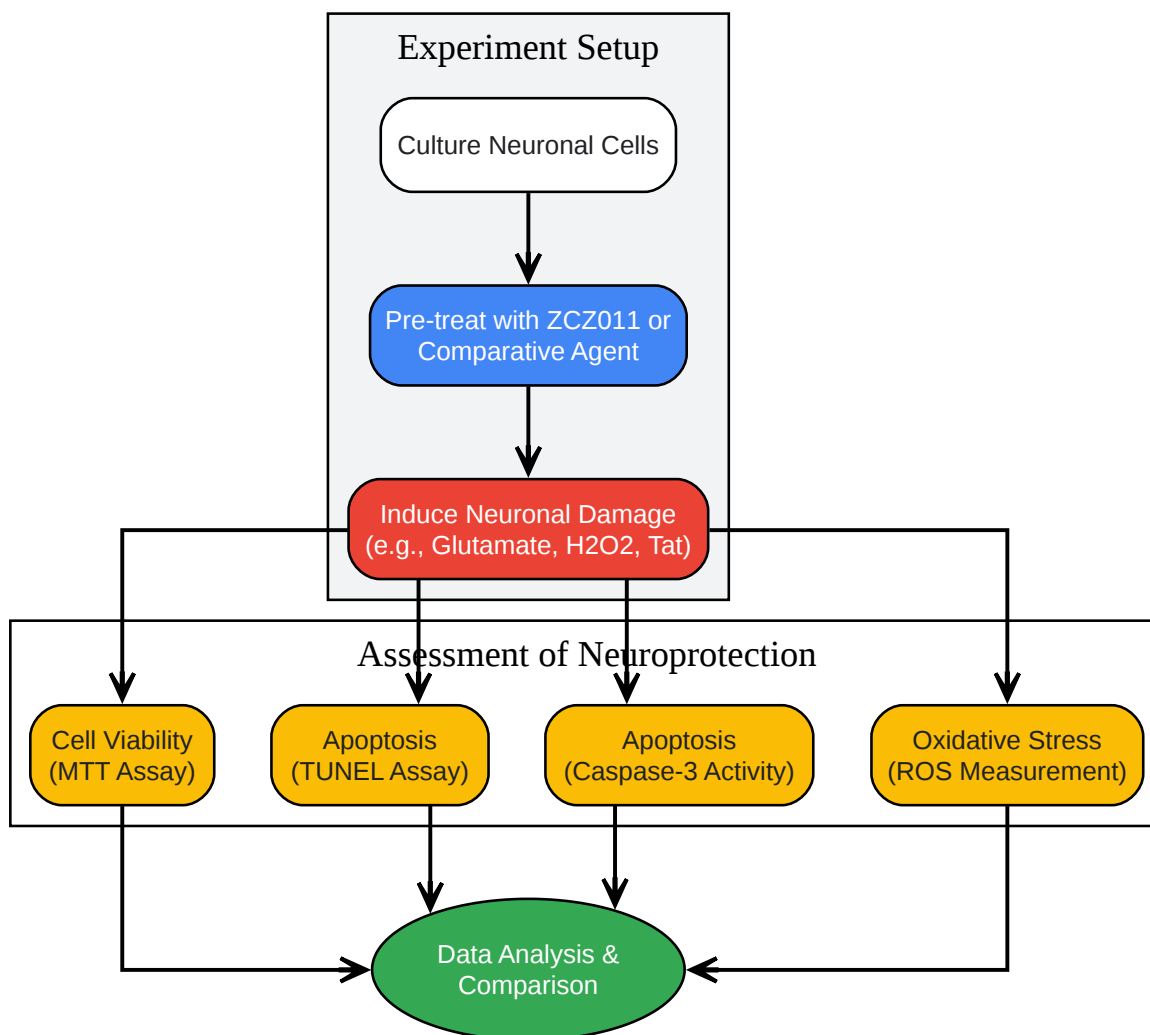 Experiment Setup
Culture Neuronal Cells
Pre-treat with ZCZ011 or
Comparative Agent
Induce Neuronal Damage
(e.g., Glutamate, H2O2, Tat)
Assessment of Neuroprotection
Cell Viability
(MTT Assay)
Apoptosis
(TUNEL Assay)
Apoptosis
(Caspase-3 Activity)
Oxidative Stress
(ROS Measurement)
Data Analysis &
Comparison